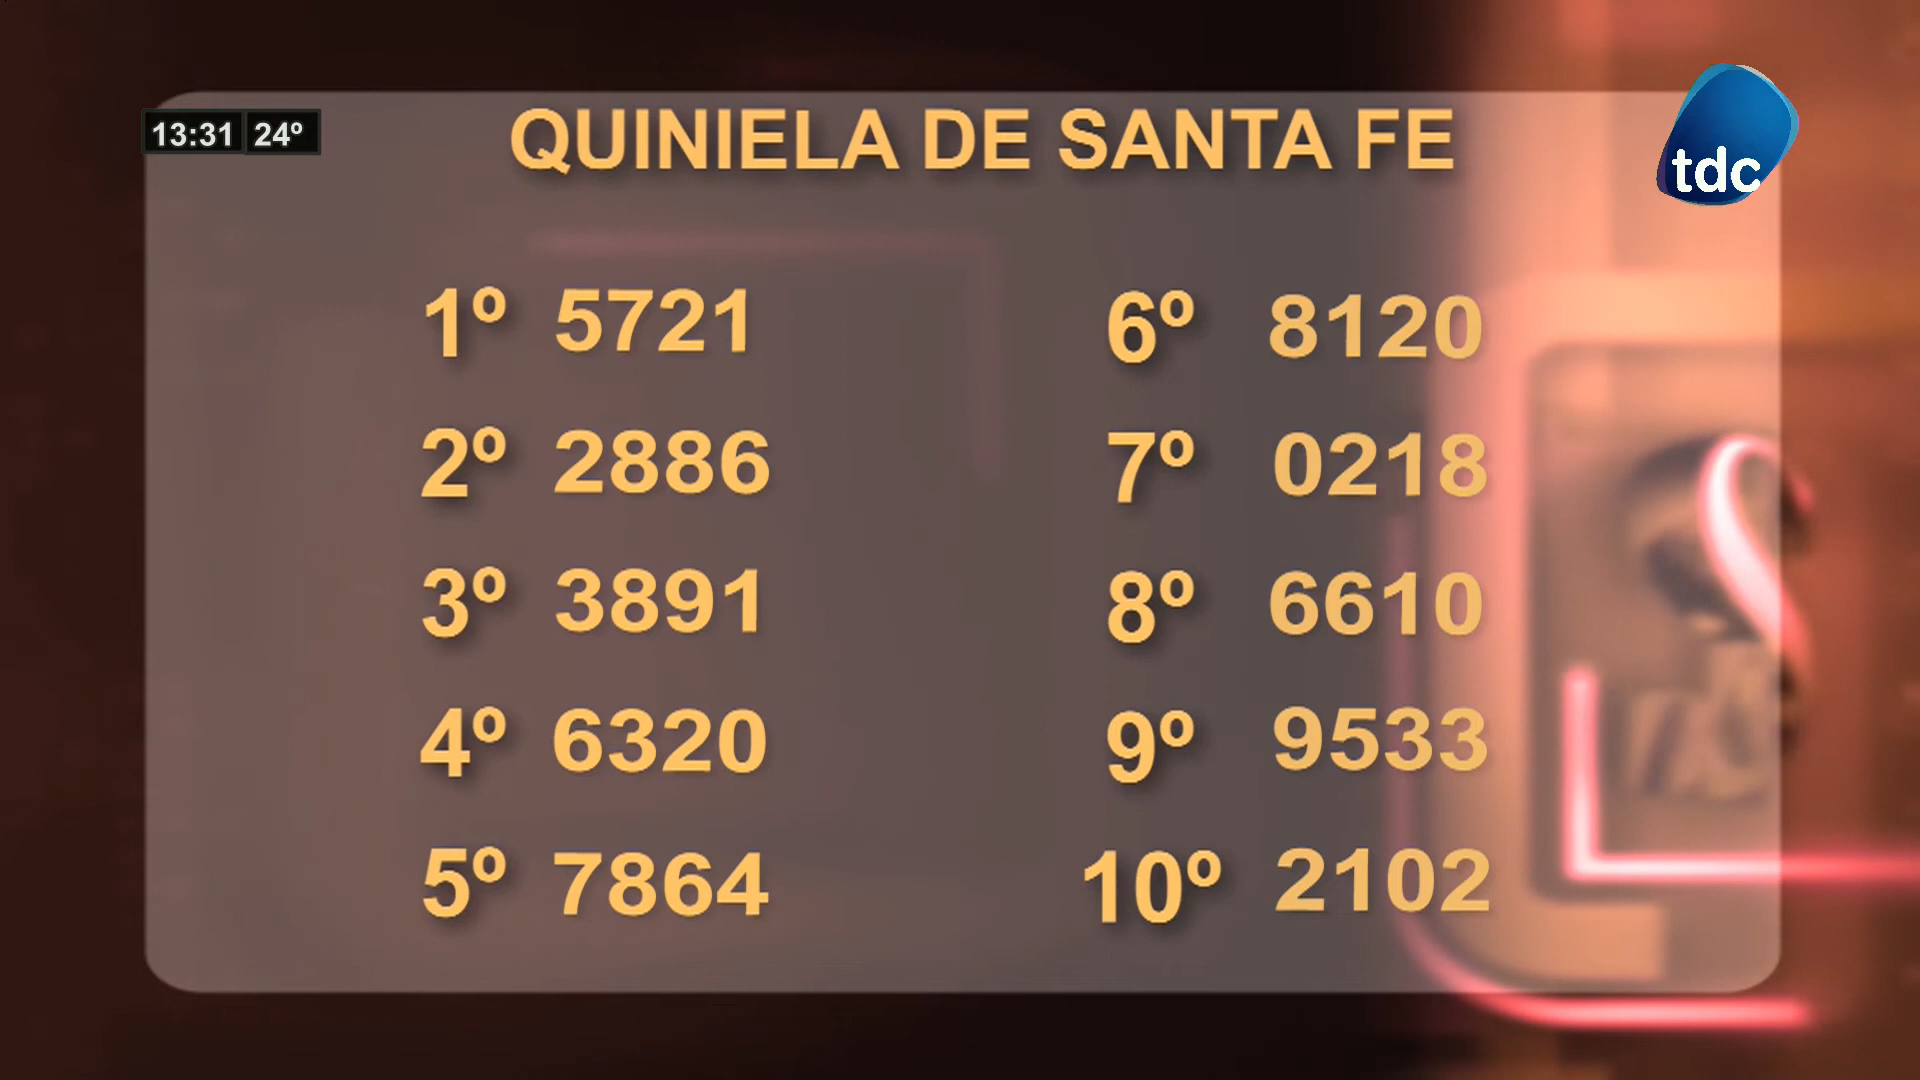 13:31 24º
QUINIELA DE SANTA FE
tdc
1º 5721
2º 2886
3º 3891
4º 6320
5º 7864
6º 8120
7º 0218
8º 6610
9º 9533
10º 2102